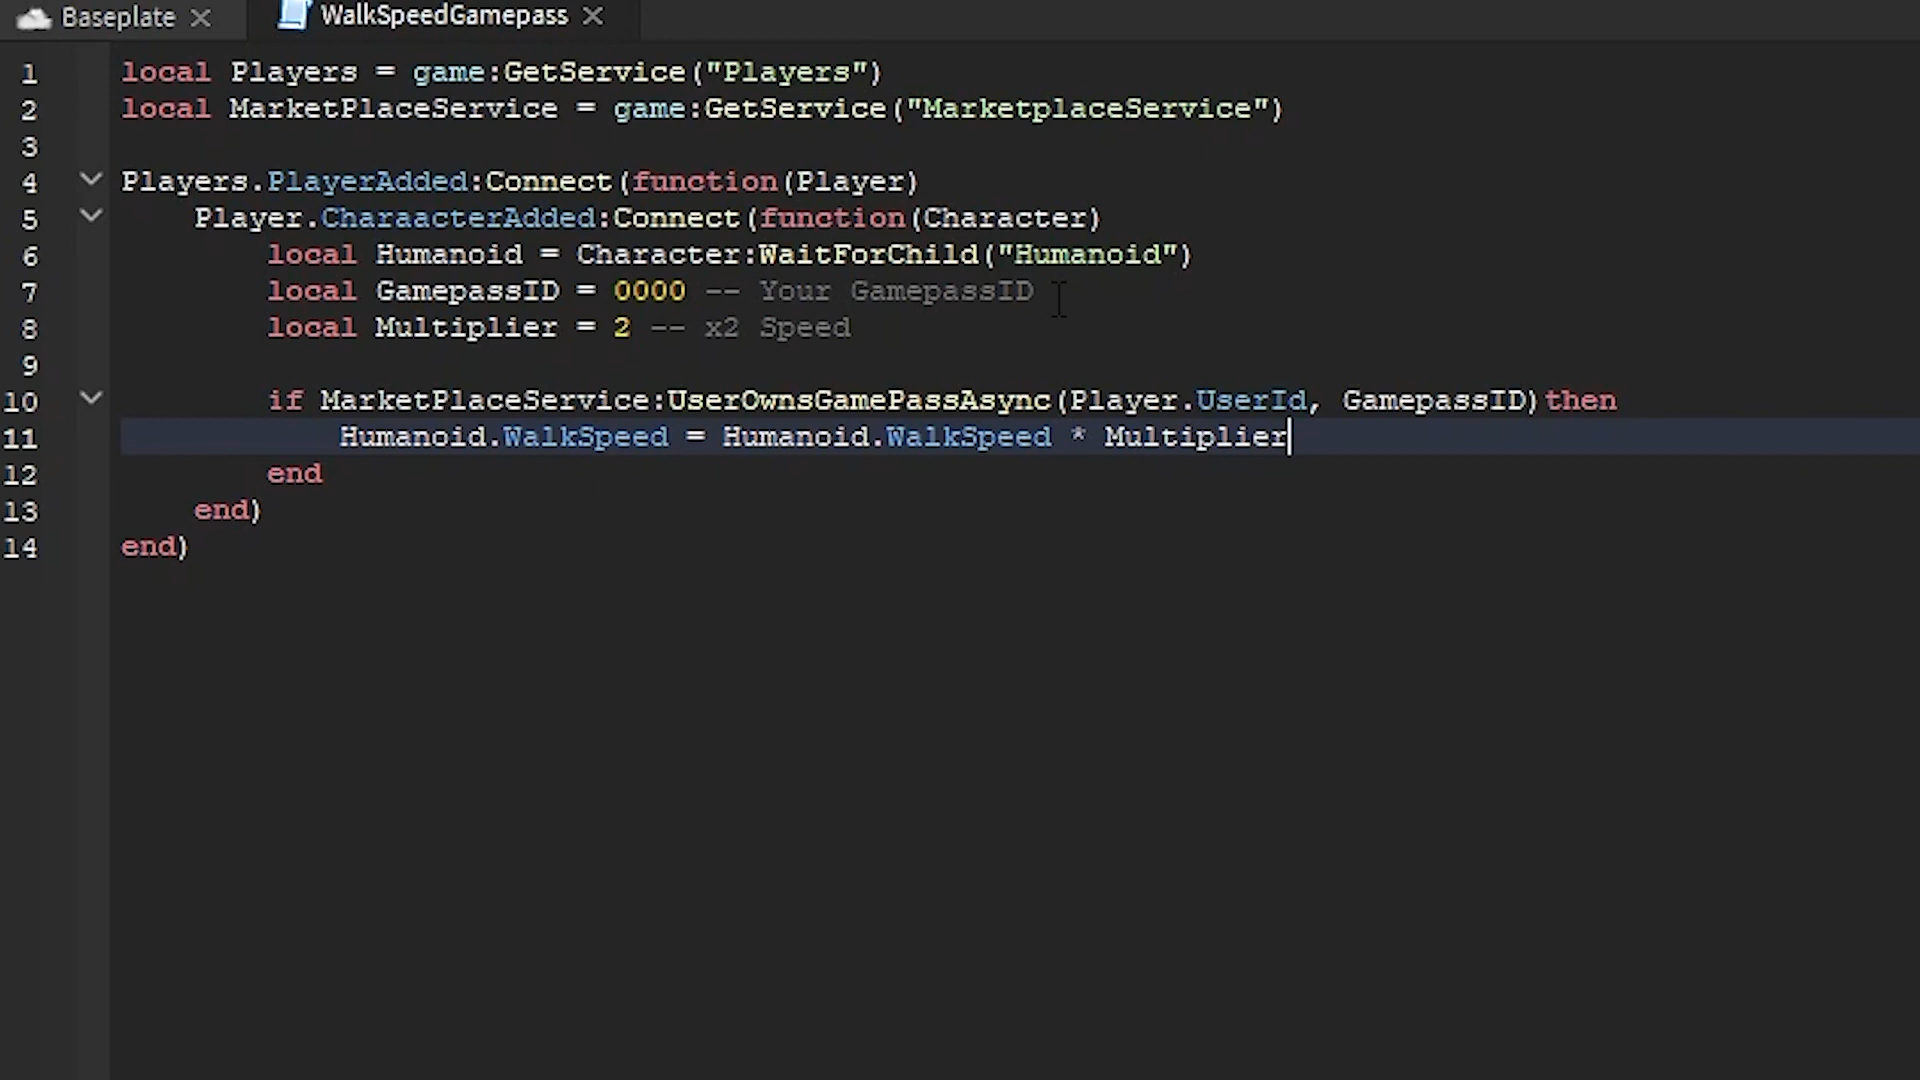 Baseplate WalkSpeedGamepass
1 local Players = game:GetService("Players")
2 local MarketPlaceService = game:GetService("MarketplaceService")
3
4 Players.PlayerAdded:Connect(function(Player)
5 Player.CharaacterAdded:Connect(function(Character)
6 local Humanoid = Character:WaitForChild("Humanoid")
7 local GamepassID = 0000 -- Your GamepassID
8 local Multiplier = 2 -- x2 Speed
9
10 if MarketPlaceService:UserOwnsGamePassAsync(Player.UserId, GamepassID)then
11 Humanoid.WalkSpeed = Humanoid.WalkSpeed * Multiplier
12 end
13 end)
14 end)